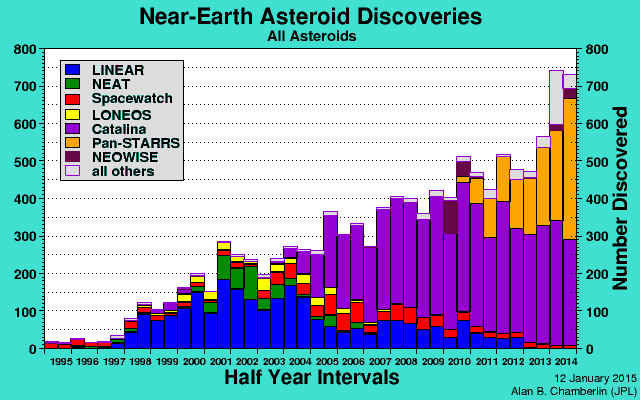 Near-Earth Asteroid Discoveries
All Asteroids
800 800
700 700
600 600
500 500
400 400
300 300
200 200
100 100
0 0
LINEAR
NEAT
Spacewatch
LONEOS
Catalina
Pan-STARRS
NEOWISE
all others
Number Discovered
1995 1996 1997 1998 1999 2000 2001 2002 2003 2004 2005 2006 2007 2008 2009 2010 2011 2012 2013 2014
Half Year Intervals
12 January 2015
Alan B. Chamberlin (JPL)